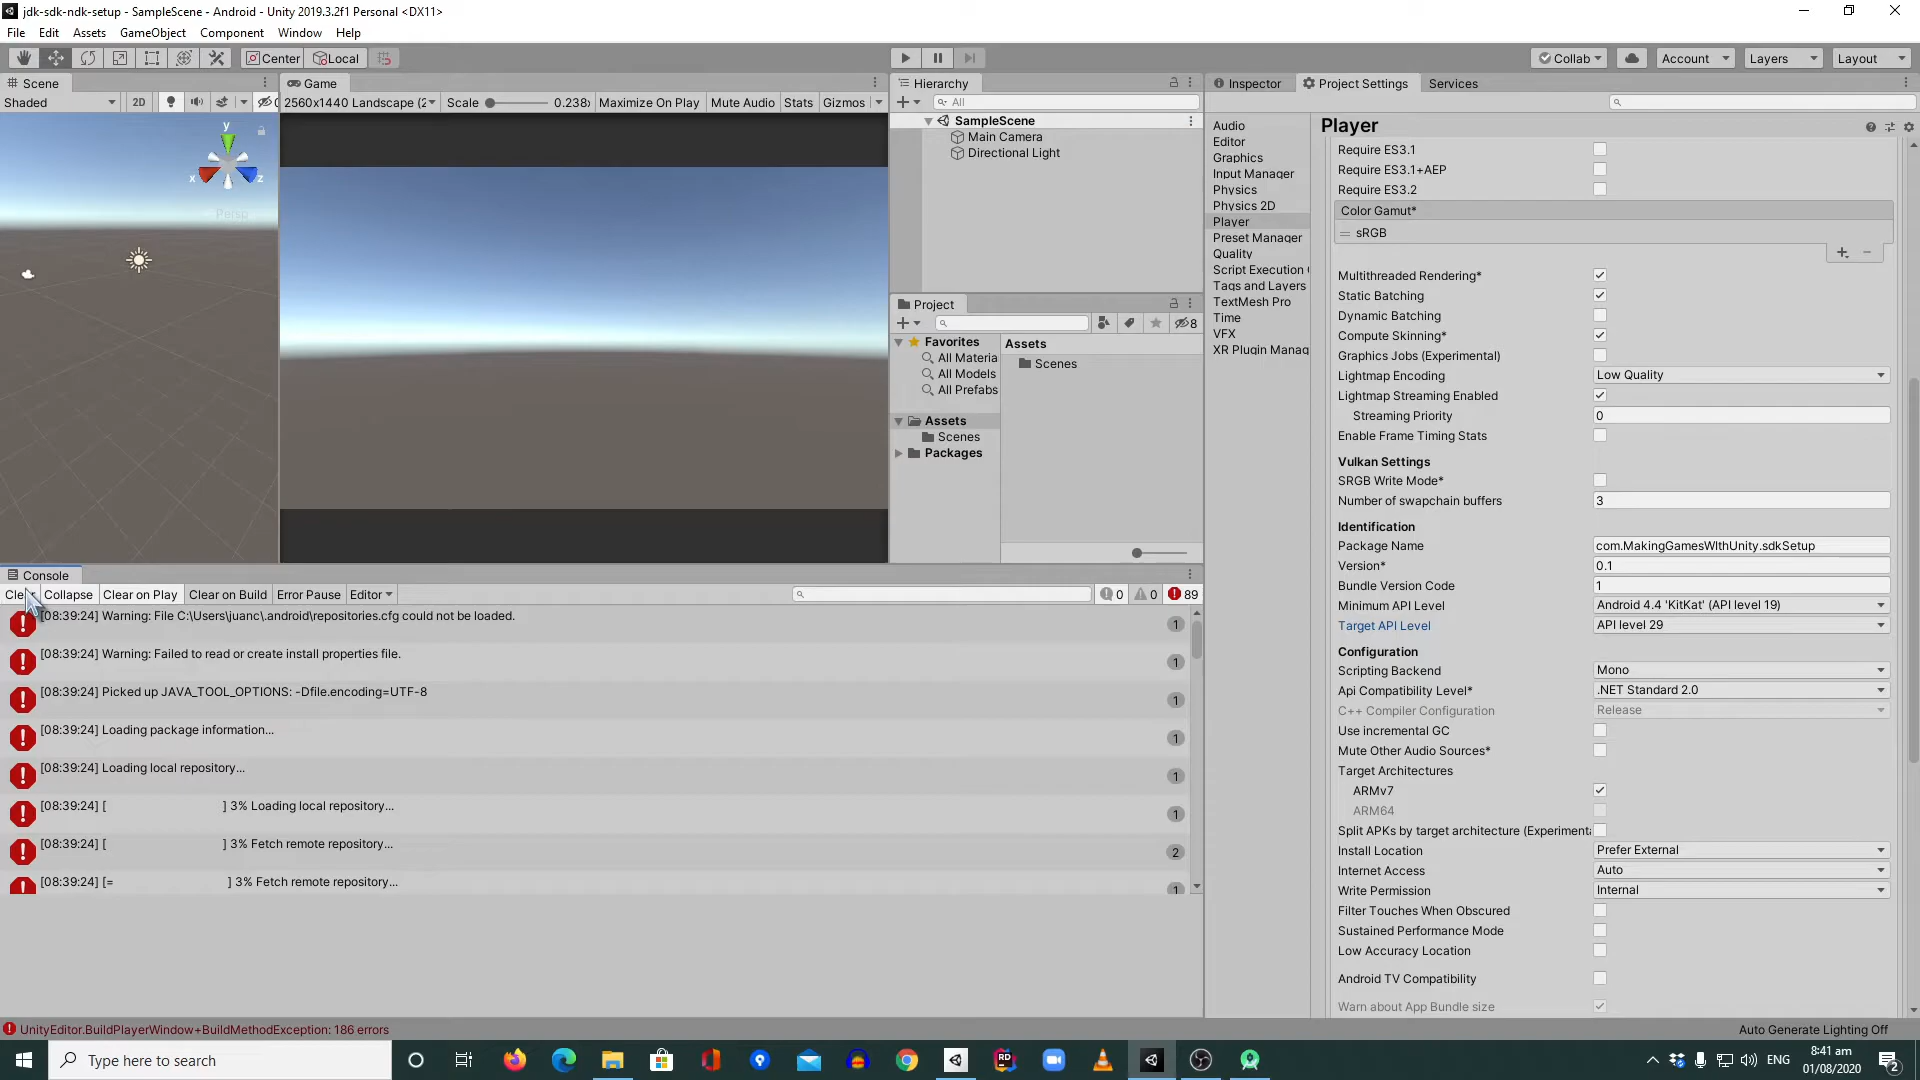 jdk-sdk-ndk-setup - SampleScene - Android - Unity 2019.3.2f1 Personal <DX11>
File Edit Assets GameObject Component Window Help
Center Local Collab Account Layers Layout
Scene
Shaded 2D
y
x z
Persp
Game
2560x1440 Landscape (2 Scale 0.238x Maximize On Play Mute Audio Stats Gizmos
Hierarchy
All
SampleScene
Main Camera
Directional Light
Project
8
Favorites
All Materia
All Models
All Prefabs
Assets
Scenes
Packages
Assets
Scenes
Inspector Project Settings Services
Audio
Editor
Graphics
Input Manager
Physics
Physics 2D
Player
Preset Manager
Quality
Script Execution
Tags and Layers
TextMesh Pro
Time
VFX
XR Plugin Manag
Player
Require ES3.1
Require ES3.1+AEP
Require ES3.2
Color Gamut*
= sRGB
Multithreaded Rendering*
Static Batching
Dynamic Batching
Compute Skinning*
Graphics Jobs (Experimental)
Lightmap Encoding Low Quality
Lightmap Streaming Enabled
Streaming Priority 0
Enable Frame Timing Stats
Vulkan Settings
SRGB Write Mode*
Number of swapchain buffers 3
Identification
Package Name com.MakingGamesWIthUnity.sdkSetup
Version* 0.1
Bundle Version Code 1
Minimum API Level Android 4.4 'KitKat' (API level 19)
Target API Level API level 29
Configuration
Scripting Backend Mono
Api Compatibility Level* .NET Standard 2.0
C++ Compiler Configuration Release
Use incremental GC
Mute Other Audio Sources*
Target Architectures
ARMv7
ARM64
Split APKs by target architecture (Experimenta
Install Location Prefer External
Internet Access Auto
Write Permission Internal
Filter Touches When Obscured
Sustained Performance Mode
Low Accuracy Location
Android TV Compatibility
Warn about App Bundle size
Console
Clear Collapse Clear on Play Clear on Build Error Pause Editor 0 0 89
[08:39:24] Warning: File C:\Users\juanc\.android\repositories.cfg could not be loaded. 1
[08:39:24] Warning: Failed to read or create install properties file. 1
[08:39:24] Picked up JAVA_TOOL_OPTIONS: -Dfile.encoding=UTF-8 1
[08:39:24] Loading package information... 1
[08:39:24] Loading local repository... 1
[08:39:24] [ ] 3% Loading local repository... 1
[08:39:24] [ ] 3% Fetch remote repository... 2
[08:39:24] [= ] 3% Fetch remote repository... 1
UnityEditor.BuildPlayerWindow+BuildMethodException: 186 errors
Auto Generate Lighting Off
Type here to search
ENG
8:41 am
01/08/2020
2